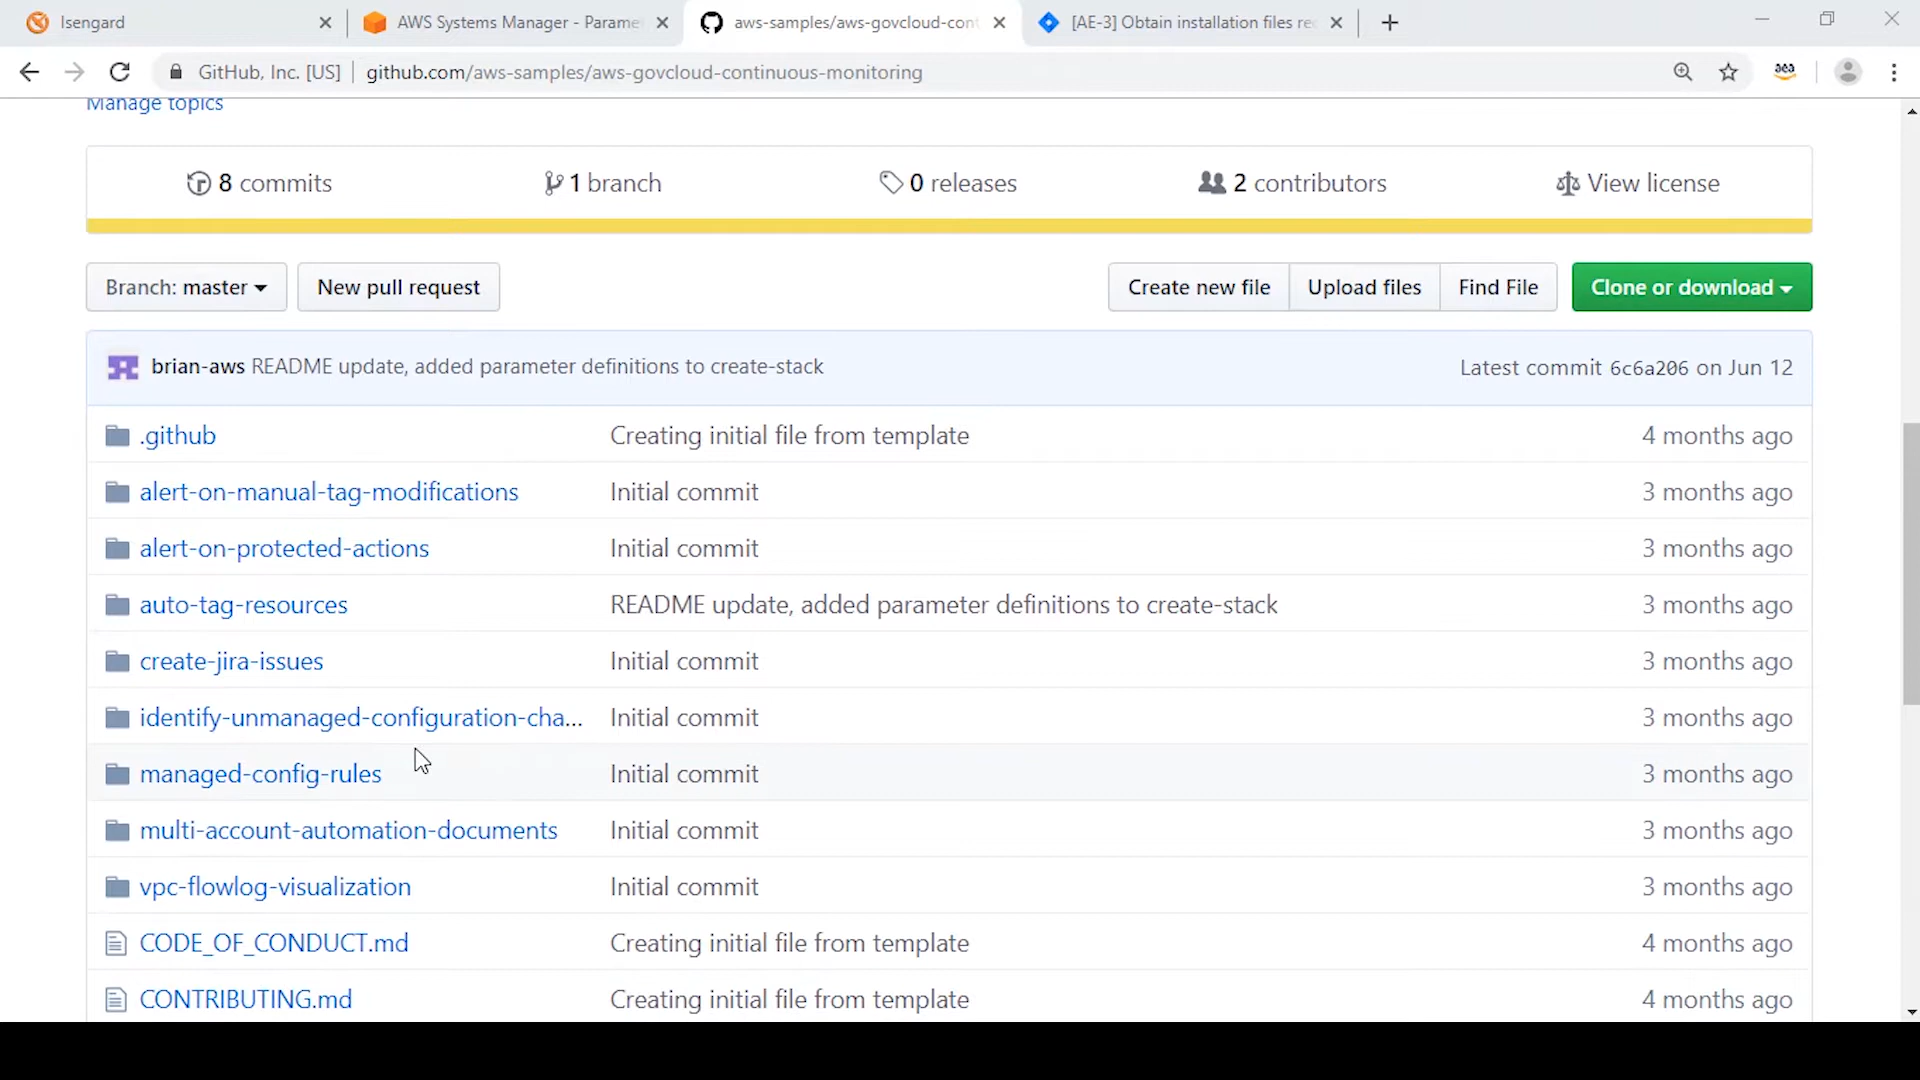 Isengard
AWS Systems Manager - Parame
aws-samples/aws-govcloud-cont
[AE-3] Obtain installation files re
GitHub, Inc. [US] | github.com/aws-samples/aws-govcloud-continuous-monitoring
Manage topics
8 commits
1 branch
0 releases
2 contributors
View license
Branch: master
New pull request
Create new file
Upload files
Find File
Clone or download
brian-aws README update, added parameter definitions to create-stack
Latest commit 6c6a206 on Jun 12
.github Creating initial file from template 4 months ago
alert-on-manual-tag-modifications Initial commit 3 months ago
alert-on-protected-actions Initial commit 3 months ago
auto-tag-resources README update, added parameter definitions to create-stack 3 months ago
create-jira-issues Initial commit 3 months ago
identify-unmanaged-configuration-cha... Initial commit 3 months ago
managed-config-rules Initial commit 3 months ago
multi-account-automation-documents Initial commit 3 months ago
vpc-flowlog-visualization Initial commit 3 months ago
CODE_OF_CONDUCT.md Creating initial file from template 4 months ago
CONTRIBUTING.md Creating initial file from template 4 months ago